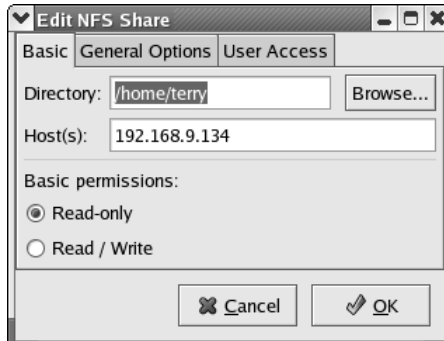 Edit NFS Share
Basic General Options User Access
Directory: /home/terry Browse...
Host(s): 192.168.9.134
Basic permissions:
Read-only
Read / Write
Cancel OK